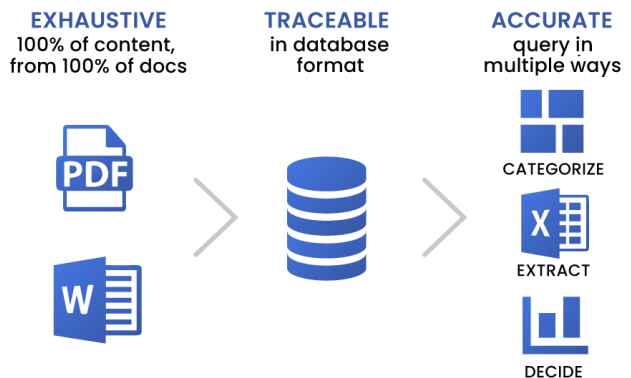 EXHAUSTIVE
100% of content,
from 100% of docs
PDF
W
TRACEABLE
in database
format
ACCURATE
query in
multiple ways
CATEGORIZE
X
EXTRACT
DECIDE